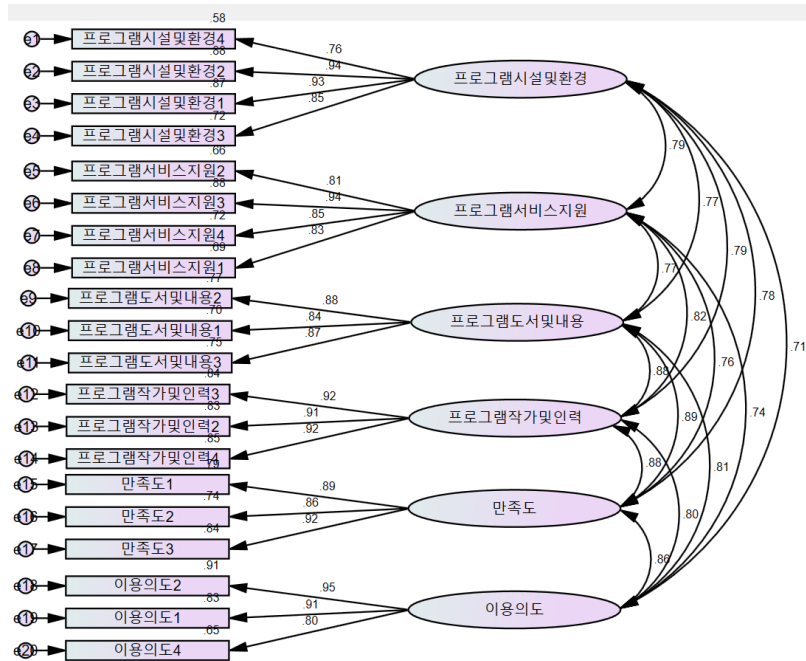 .58
e1 프로그램시설및환경4 .76
.88
e2 프로그램시설및환경2 .94 프로그램시설및환경
.87
e3 프로그램시설및환경1 .93
.72
e4 프로그램시설및환경3 .85
.79
.66
e5 프로그램서비스지원2 .81
.88
e6 프로그램서비스지원3 .94 프로그램서비스지원
.77
.72
e7 프로그램서비스지원4 .85
.79
.69
e8 프로그램서비스지원1 .83
.77
.78
.77
e9 프로그램도서및내용2 .88
.82
.70
e10 프로그램도서및내용1 .84 프로그램도서및내용
.71
.75
e11 프로그램도서및내용3 .87
.76
.88
.84
e12 프로그램작가및인력3 .92
.89
.74
.83
e13 프로그램작가및인력2 .91 프로그램작가및인력
.85
e14 프로그램작가및인력4 .92
.88
.81
.79
e15 만족도1 .89
.74
e16 만족도2 .86 만족도
.80
.84
e17 만족도3 .92
.86
.91
e18 이용의도2 .95
.83
e19 이용의도1 .91 이용의도
.65
e20 이용의도4 .80